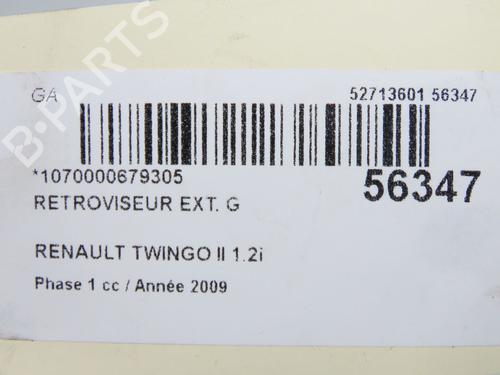 GA
52713601 56347
*1070000679305
56347
RETROVISEUR EXT. G
RENAULT TWINGO II 1.2i
Phase 1 cc / Année 2009
B-PARTS